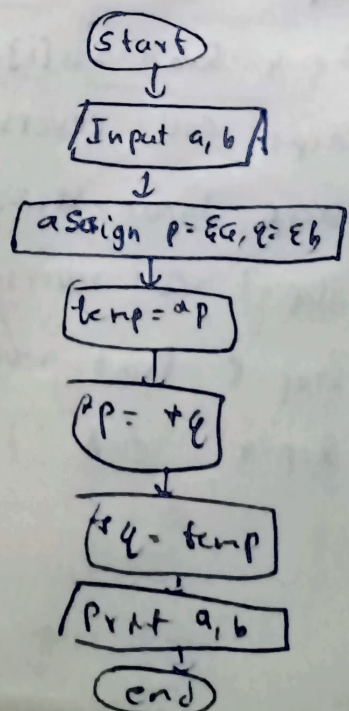 Start
Input a, b
assign p = &a, q = &b
temp = *p
*p = *q
*q = temp
Print a, b
end